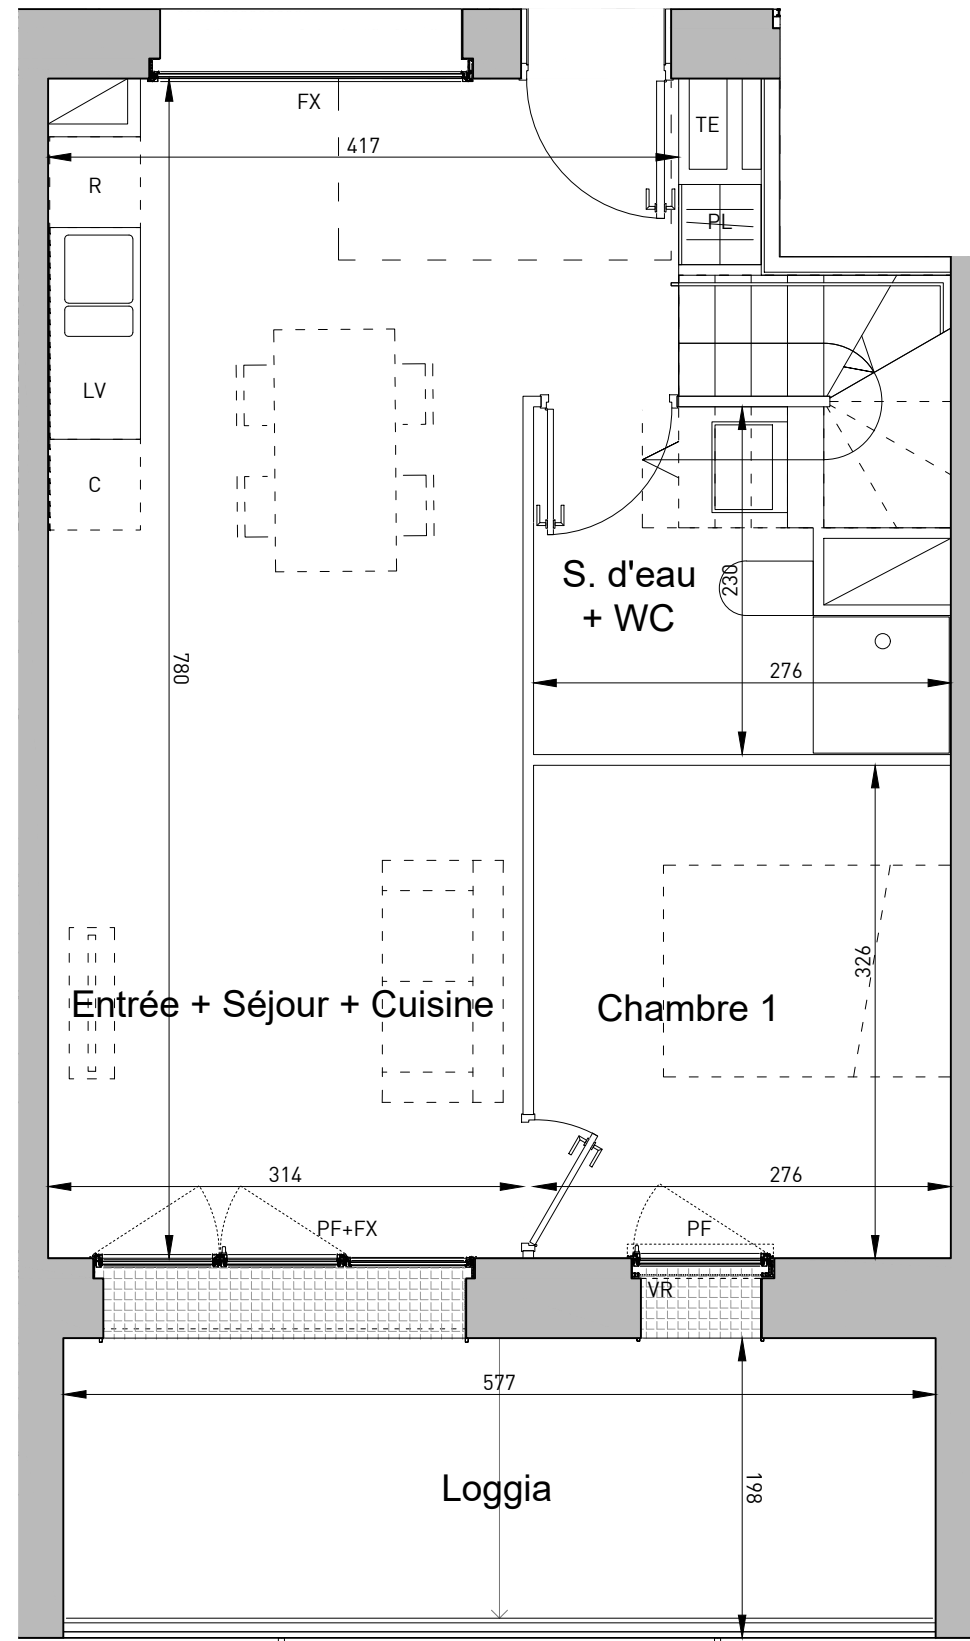 FX
TE
417
R
PL
LV
C
S. d'eau
+ WC
230
780
276
326
Entrée + Séjour + Cuisine
Chambre 1
314
276
PF+FX
PF
VR
577
Loggia
198